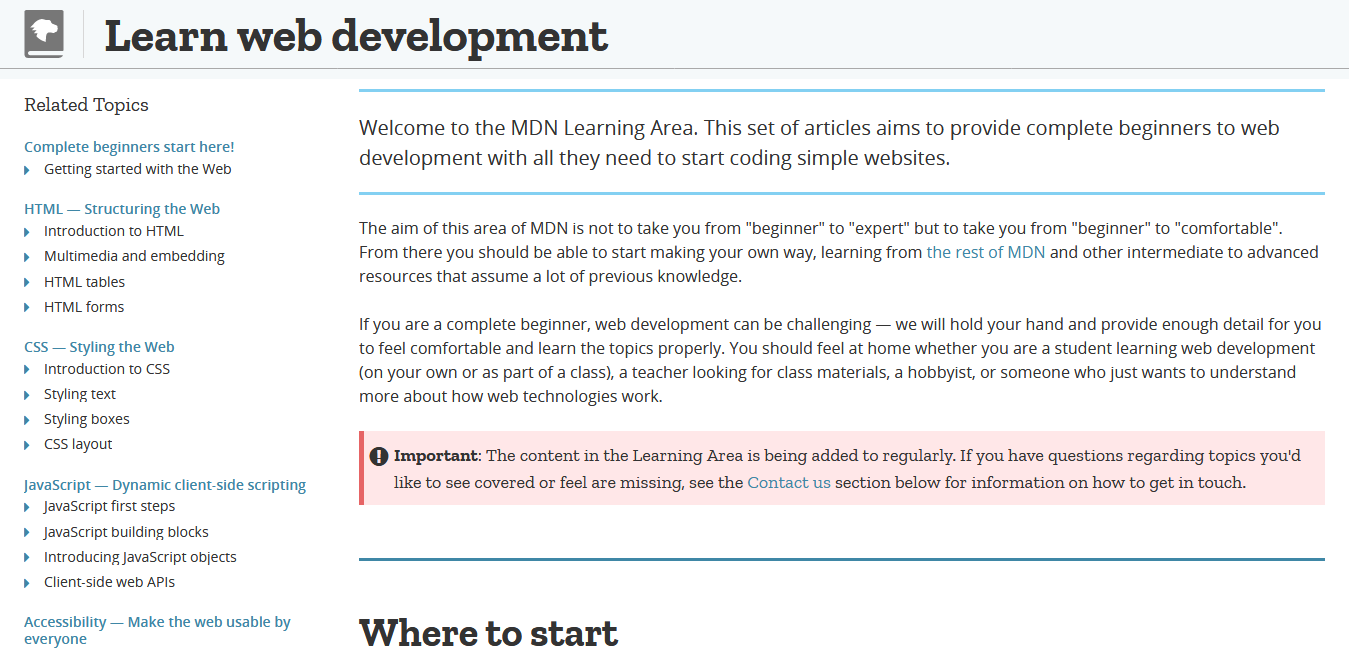 Learn web development
Related Topics
Complete beginners start here!
Getting started with the Web
HTML — Structuring the Web
Introduction to HTML
Multimedia and embedding
HTML tables
HTML forms
CSS — Styling the Web
Introduction to CSS
Styling text
Styling boxes
CSS layout
JavaScript — Dynamic client-side scripting
JavaScript first steps
JavaScript building blocks
Introducing JavaScript objects
Client-side web APIs
Accessibility — Make the web usable by
everyone
Welcome to the MDN Learning Area. This set of articles aims to provide complete beginners to web
development with all they need to start coding simple websites.
The aim of this area of MDN is not to take you from "beginner" to "expert" but to take you from "beginner" to "comfortable".
From there you should be able to start making your own way, learning from the rest of MDN and other intermediate to advanced
resources that assume a lot of previous knowledge.
If you are a complete beginner, web development can be challenging — we will hold your hand and provide enough detail for you
to feel comfortable and learn the topics properly. You should feel at home whether you are a student learning web development
(on your own or as part of a class), a teacher looking for class materials, a hobbyist, or someone who just wants to understand
more about how web technologies work.
Important: The content in the Learning Area is being added to regularly. If you have questions regarding topics you'd
like to see covered or feel are missing, see the Contact us section below for information on how to get in touch.
Where to start